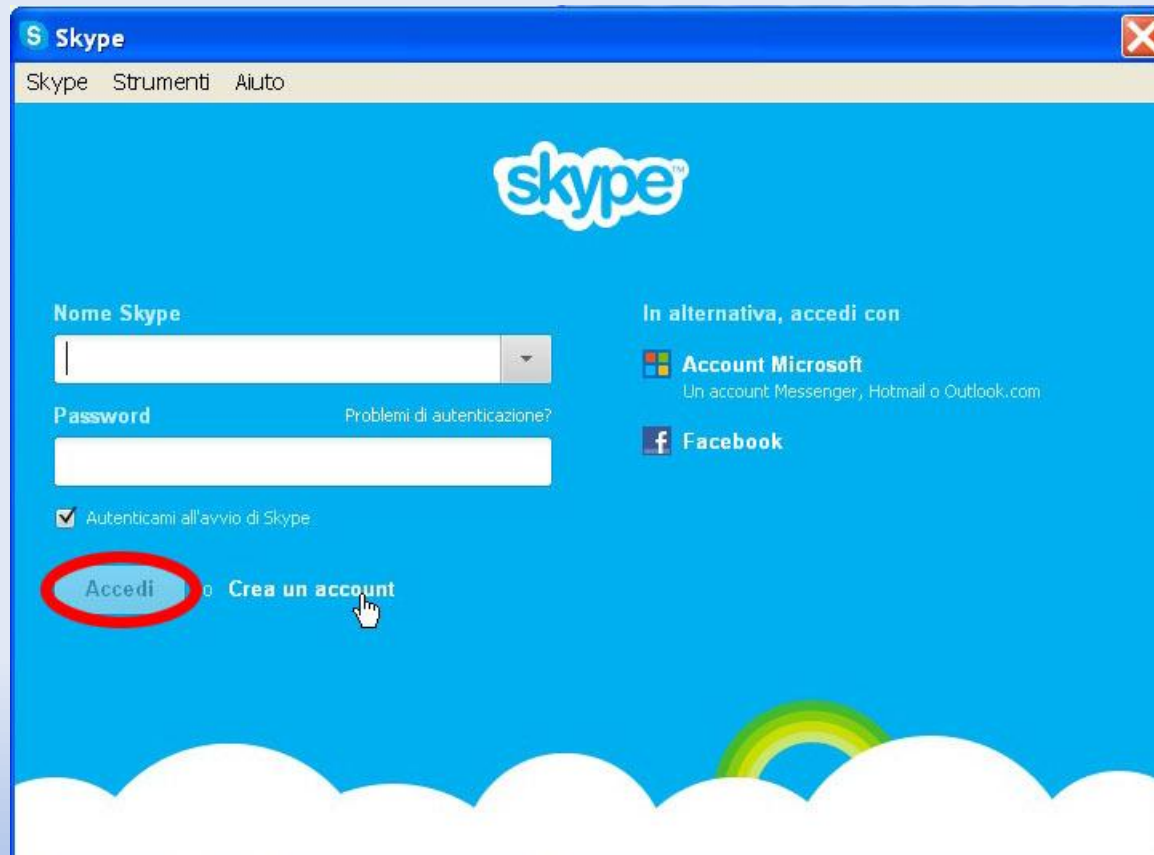 Skype
Skype Strumenti Aiuto
skype™
Nome Skype
Password
Problemi di autenticazione?
Autenticami all'avvio di Skype
Accedi o Crea un account
In alternativa, accedi con
Account Microsoft
Un account Messenger, Hotmail o Outlook.com
Facebook